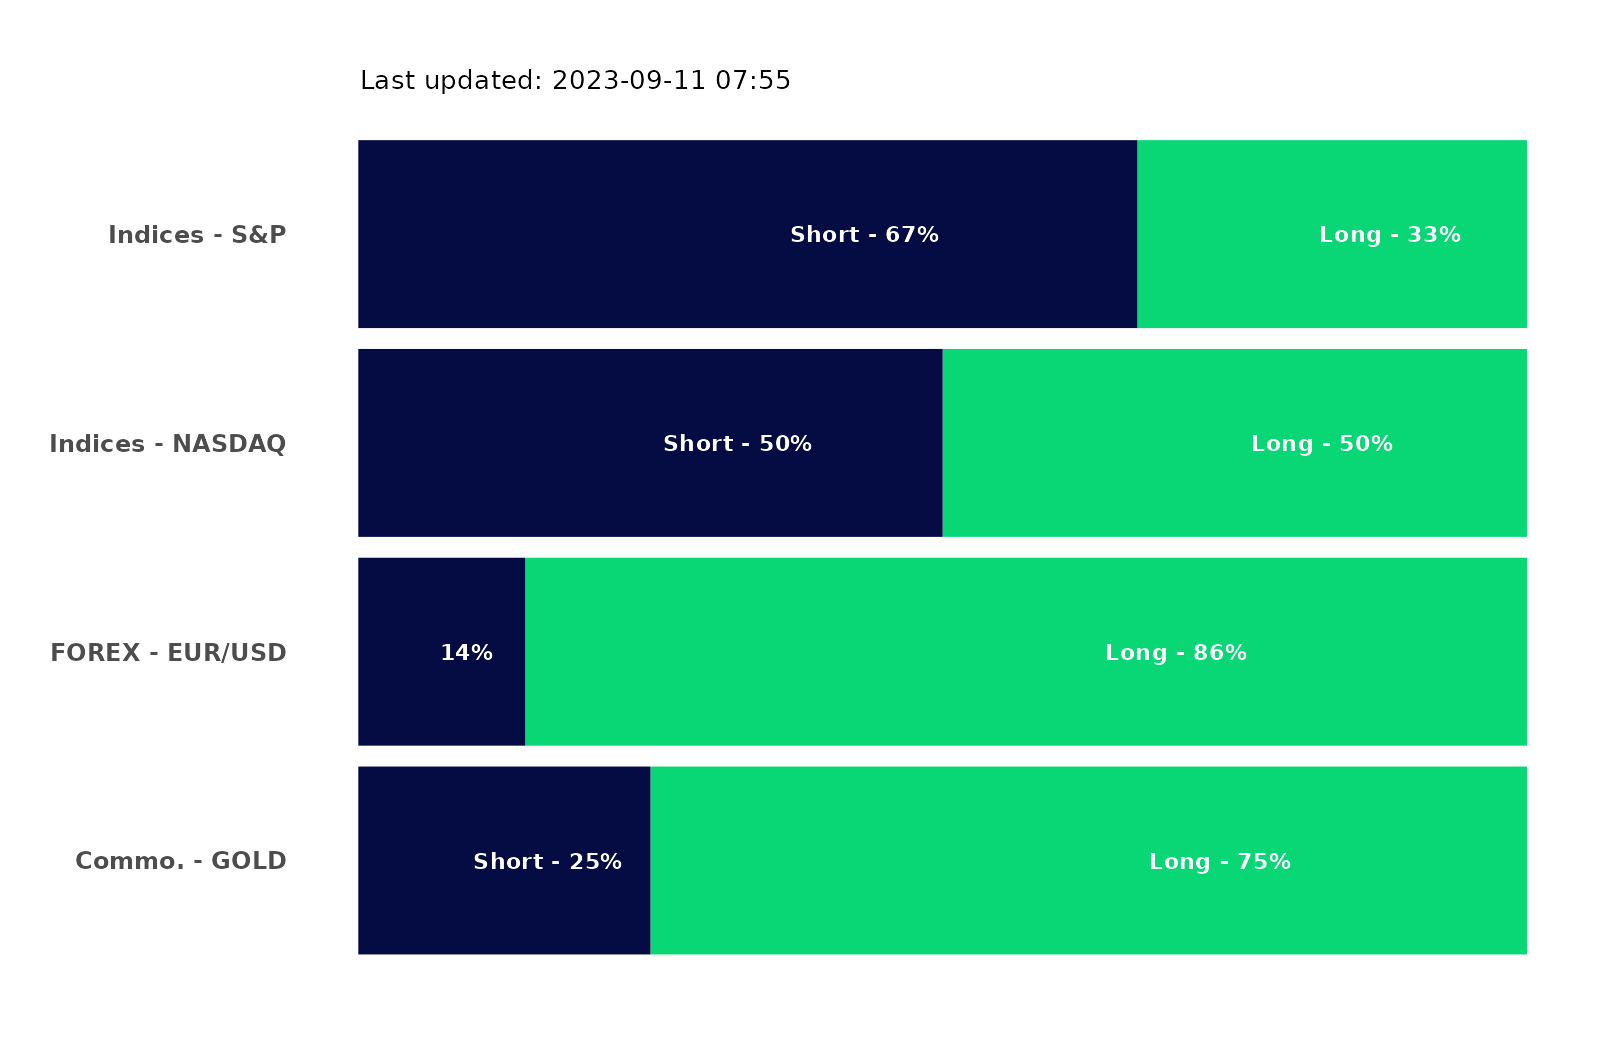 Last updated: 2023-09-11 07:55
Indices - S&P
Short - 67%
Long - 33%
Indices - NASDAQ
Short - 50%
Long - 50%
FOREX - EUR/USD
14%
Long - 86%
Commo. - GOLD
Short - 25%
Long - 75%